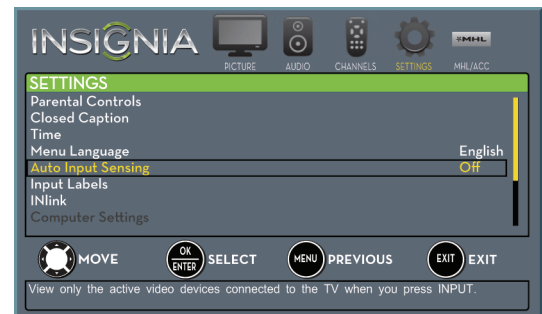 INSIGNIA
PICTURE AUDIO CHANNELS SETTINGS MHL MHL/ACC
SETTINGS
Parental Controls
Closed Caption
Time
Menu Language English
Auto Input Sensing Off
Input Labels
INlink
Computer Settings
MOVE OK ENTER SELECT MENU PREVIOUS EXIT EXIT
View only the active video devices connected to the TV when you press INPUT.